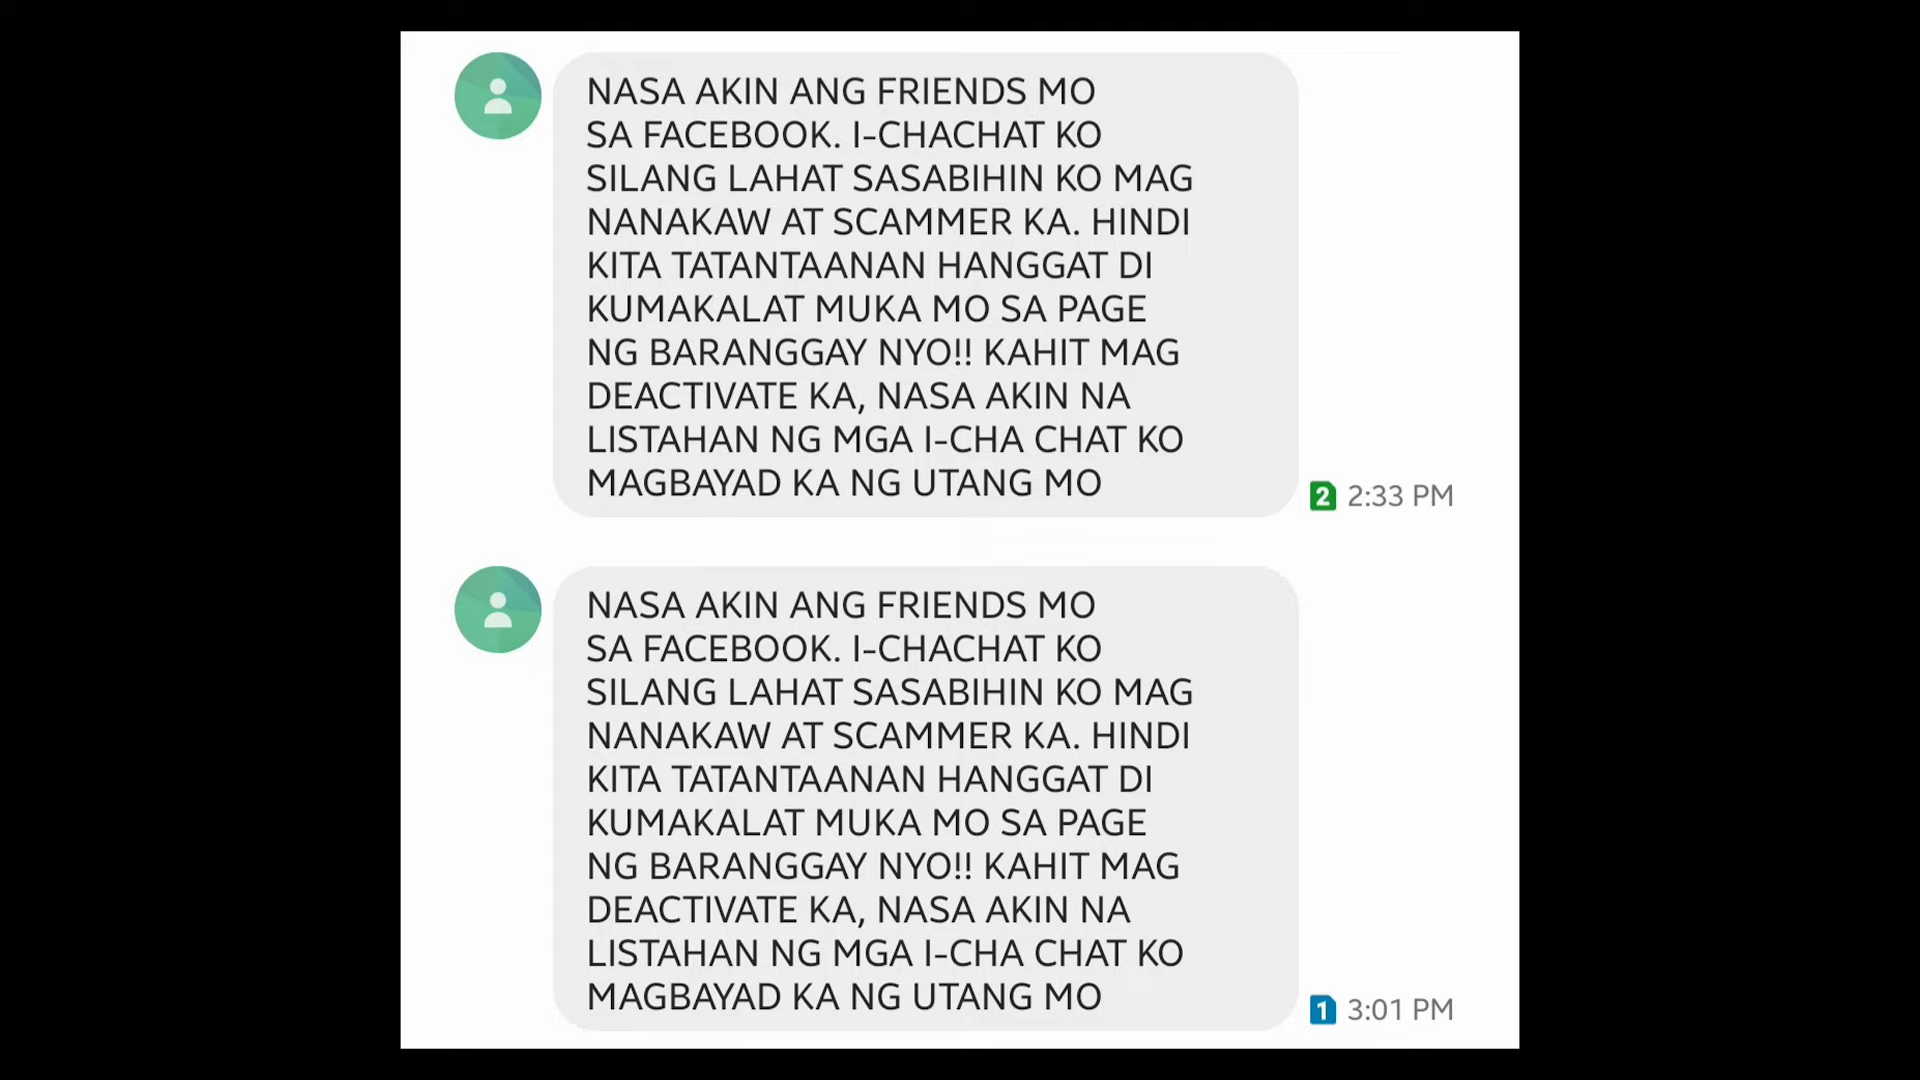 NASA AKIN ANG FRIENDS MO
SA FACEBOOK. I-CHACHAT KO
SILANG LAHAT SASABIHIN KO MAG
NANAKAW AT SCAMMER KA. HINDI
KITA TATANTAANAN HANGGAT DI
KUMAKALAT MUKA MO SA PAGE
NG BARANGGAY NYO!! KAHIT MAG
DEACTIVATE KA, NASA AKIN NA
LISTAHAN NG MGA I-CHA CHAT KO
MAGBAYAD KA NG UTANG MO
2 2:33 PM
NASA AKIN ANG FRIENDS MO
SA FACEBOOK. I-CHACHAT KO
SILANG LAHAT SASABIHIN KO MAG
NANAKAW AT SCAMMER KA. HINDI
KITA TATANTAANAN HANGGAT DI
KUMAKALAT MUKA MO SA PAGE
NG BARANGGAY NYO!! KAHIT MAG
DEACTIVATE KA, NASA AKIN NA
LISTAHAN NG MGA I-CHA CHAT KO
MAGBAYAD KA NG UTANG MO
1 3:01 PM